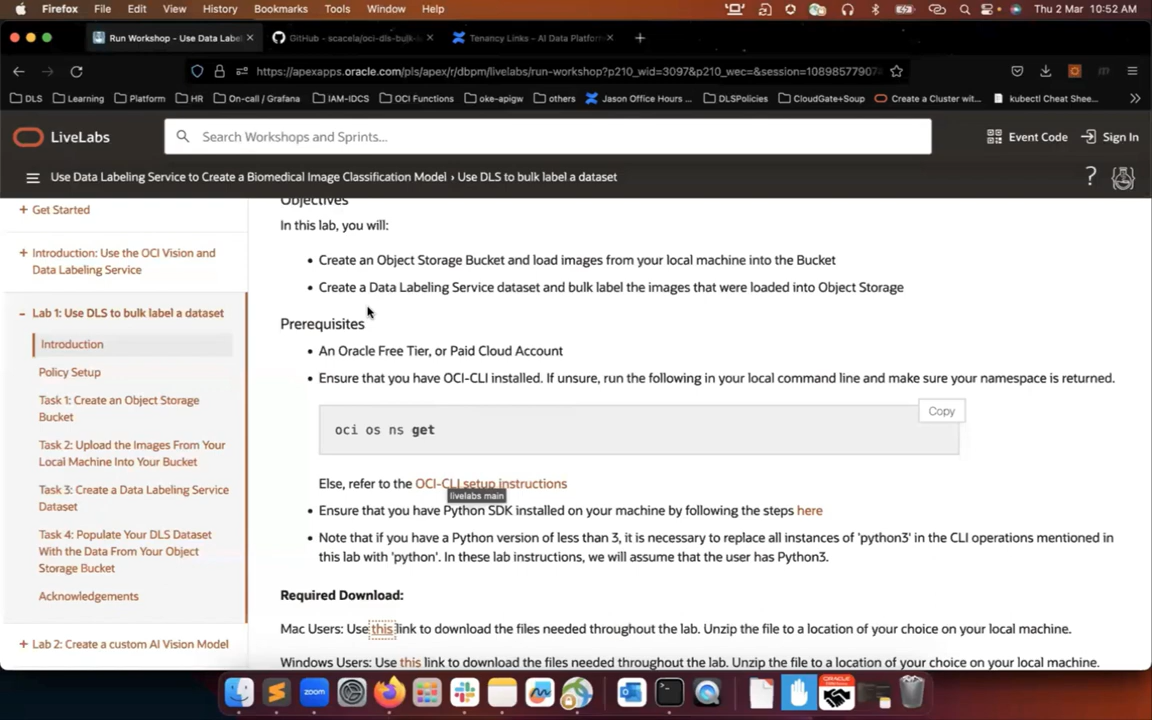 Firefox File Edit View History Bookmarks Tools Window Help Thu 2 Mar 10:52 AM
Run Workshop - Use Data Label
GitHub - scacela/oci-dls-bulk-l
Tenancy Links – AI Data Platform
https://apexapps.oracle.com/pls/apex/r/dbpm/livelabs/run-workshop?p210_wid=3097&p210_wec=&session=10898577907
DLS Learning Platform HR On-call / Grafana IAM-IDCS OCI Functions oke-apigw others Jason Office Hours ... DLSPolicies CloudGate+Soup Create a Cluster wit... kubectl Cheat Shee...
LiveLabs
Search Workshops and Sprints...
Event Code
Sign In
Use Data Labeling Service to Create a Biomedical Image Classification Model › Use DLS to bulk label a dataset
?
+ Get Started
+ Introduction: Use the OCI Vision and
Data Labeling Service
- Lab 1: Use DLS to bulk label a dataset
Introduction
Policy Setup
Task 1: Create an Object Storage
Bucket
Task 2: Upload the Images From Your
Local Machine Into Your Bucket
Task 3: Create a Data Labeling Service
Dataset
Task 4: Populate Your DLS Dataset
With the Data From Your Object
Storage Bucket
Acknowledgements
+ Lab 2: Create a custom AI Vision Model
Objectives
In this lab, you will:
• Create an Object Storage Bucket and load images from your local machine into the Bucket
• Create a Data Labeling Service dataset and bulk label the images that were loaded into Object Storage
Prerequisites
• An Oracle Free Tier, or Paid Cloud Account
• Ensure that you have OCI-CLI installed. If unsure, run the following in your local command line and make sure your namespace is returned.
Copy
oci os ns get
Else, refer to the OCI-CLI setup instructions
livelabs main
• Ensure that you have Python SDK installed on your machine by following the steps here
• Note that if you have a Python version of less than 3, it is necessary to replace all instances of 'python3' in the CLI operations mentioned in
this lab with 'python'. In these lab instructions, we will assume that the user has Python3.
Required Download:
Mac Users: Use this link to download the files needed throughout the lab. Unzip the file to a location of your choice on your local machine.
Windows Users: Use this link to download the files needed throughout the lab. Unzip the file to a location of your choice on your local machine.
zoom
ORACLE